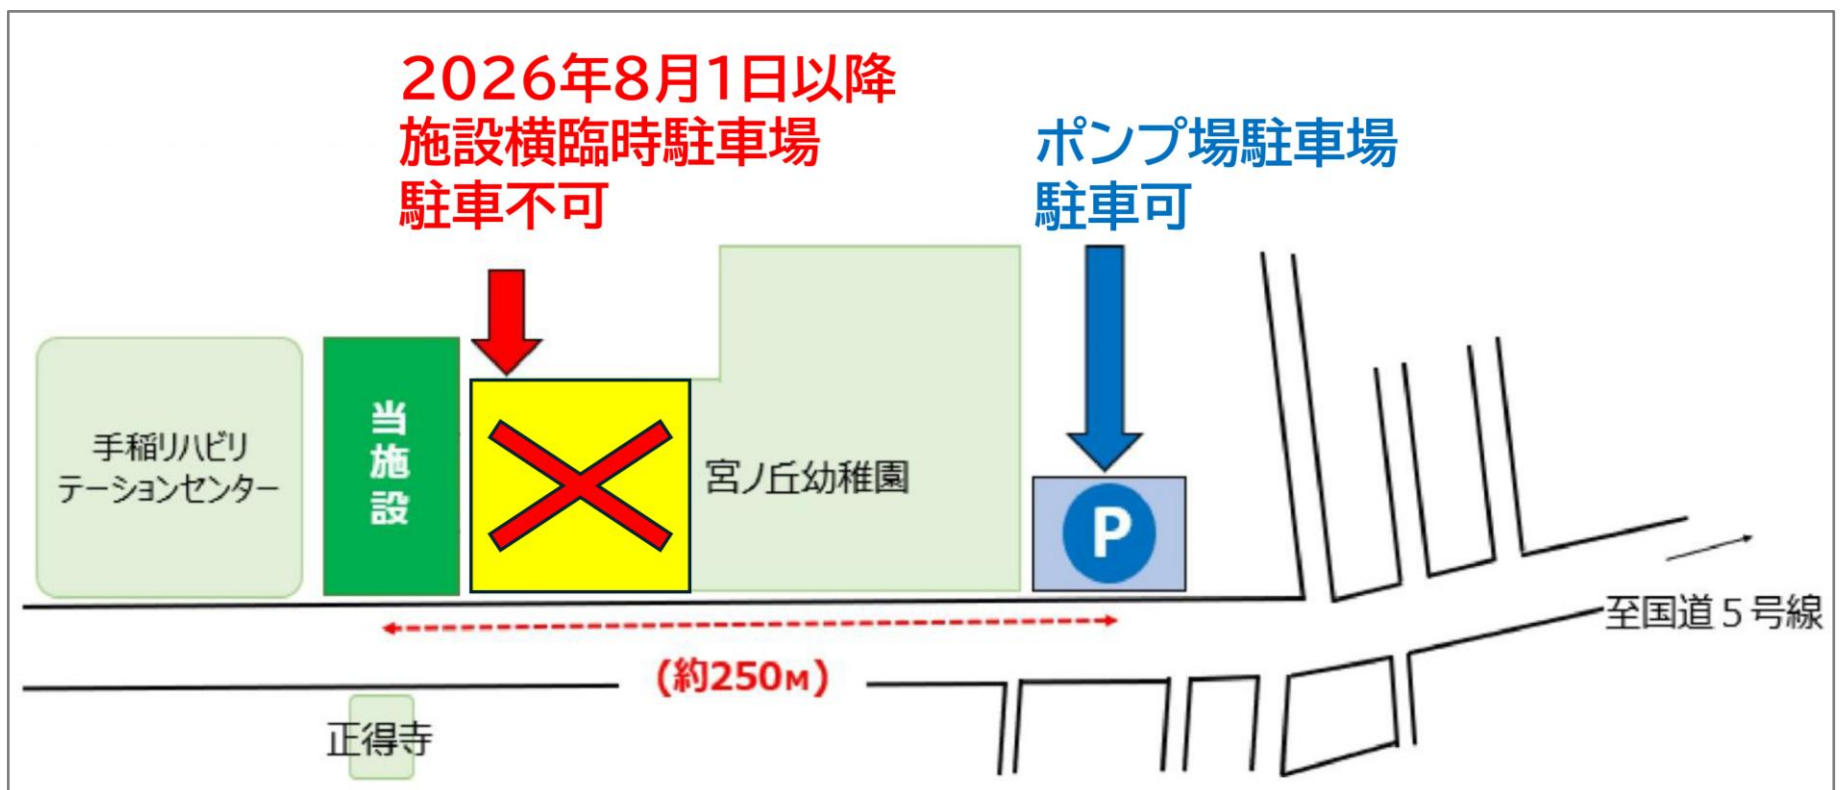 2026年8月1日以降
施設横臨時駐車場
駐車不可
ポンプ場駐車場
駐車可
手稲リハビリ
テーションセンター
当施設
宮ノ丘幼稚園
P
至国道5号線
(約250M)
正得寺